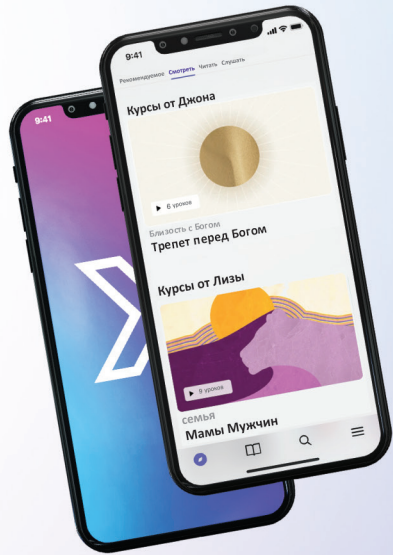 9:41
9:41
Рекомендуемое Смотреть Читать Слушать
Курсы от Джона
6 уроков
Близость с Богом
Трепет перед Богом
Курсы от Лизы
9 уроков
семья
Мамы Мужчин